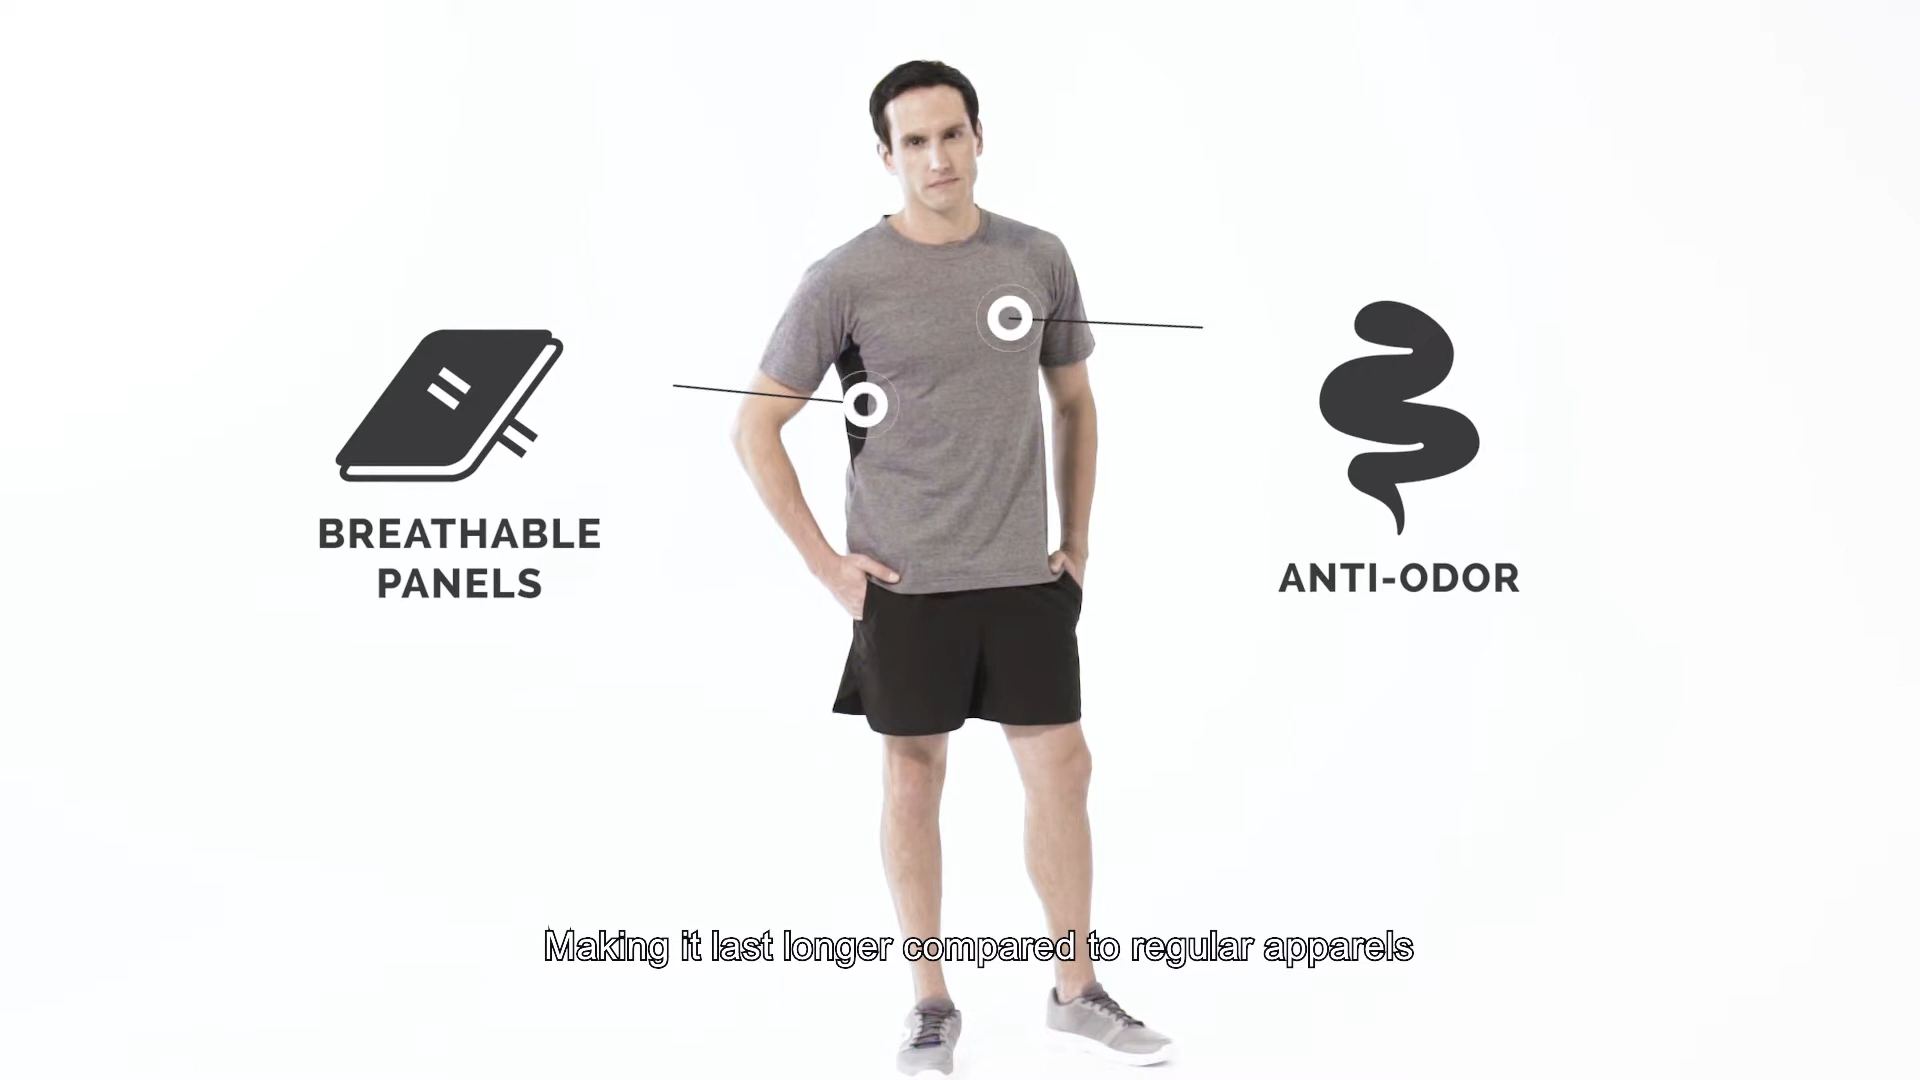 BREATHABLE
PANELS
ANTI-ODOR
Making it last longer compared to regular apparels